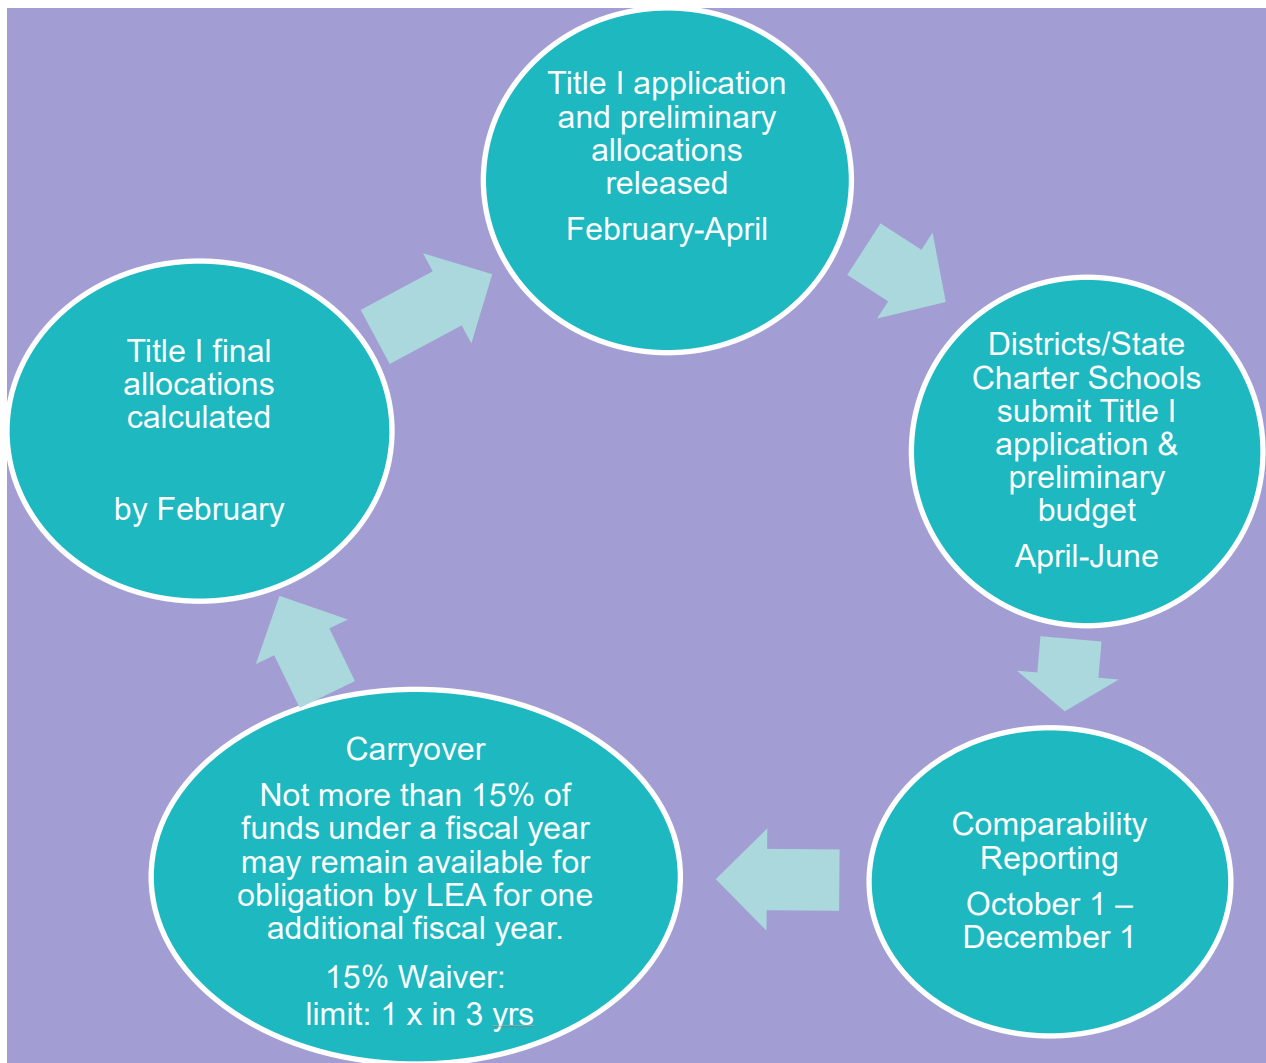 Title I application
and preliminary
allocations
released
February-April
Districts/State
Charter Schools
submit Title I
application &
preliminary
budget
April-June
Comparability
Reporting
October 1 –
December 1
Carryover
Not more than 15% of
funds under a fiscal year
may remain available for
obligation by LEA for one
additional fiscal year.
15% Waiver:
limit: 1 x in 3 yrs
Title I final
allocations
calculated
by February